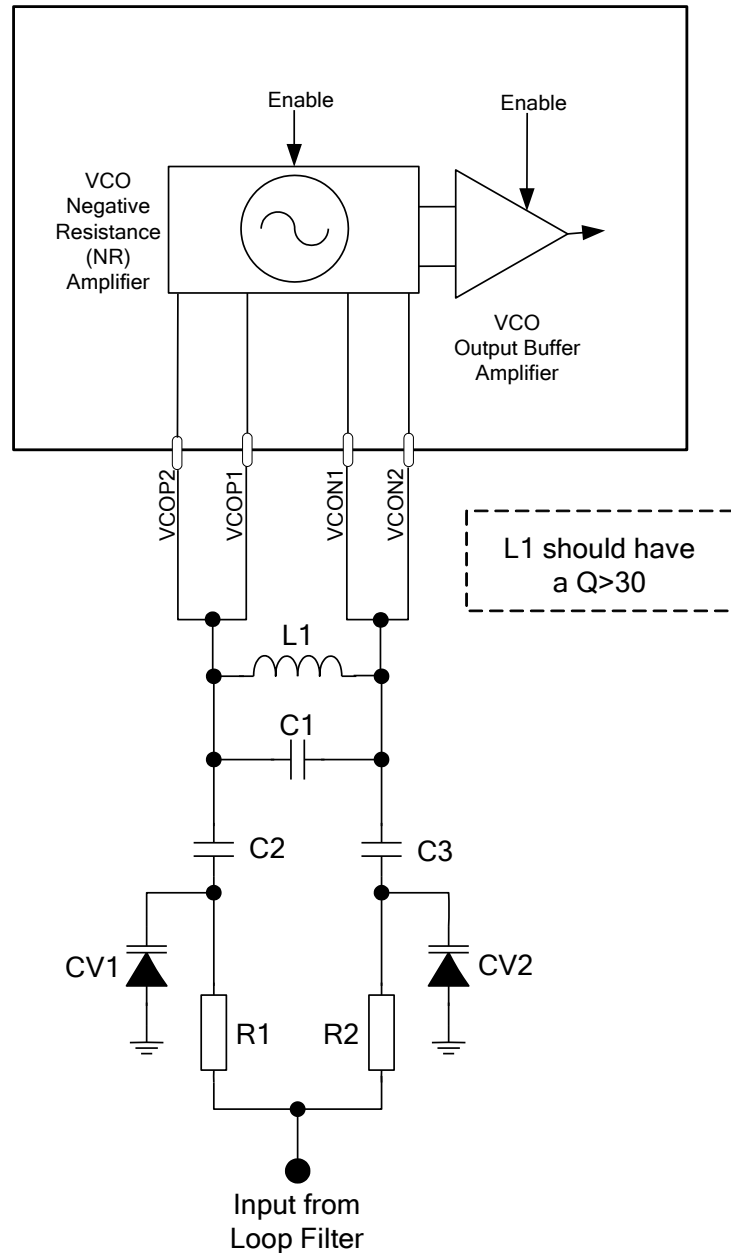 Enable
Enable
VCO
Negative
Resistance
(NR)
Amplifier
VCO
Output Buffer
Amplifier
VCOP2
VCOP1
VCON1
VCON2
L1 should have
a Q>30
L1
C1
C2
C3
CV1
CV2
R1
R2
Input from
Loop Filter